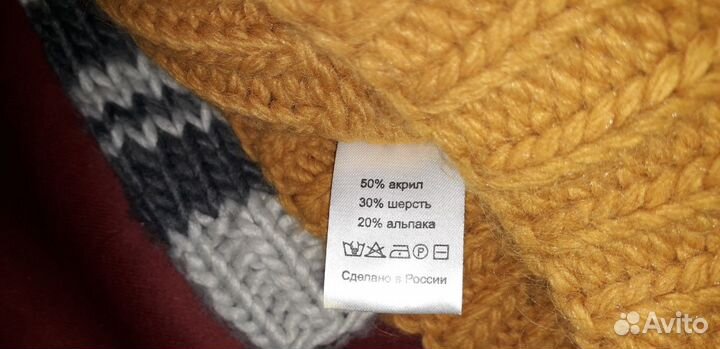 50% акрил
30% шерсть
20% альпака
P
Сделано в России
Avito